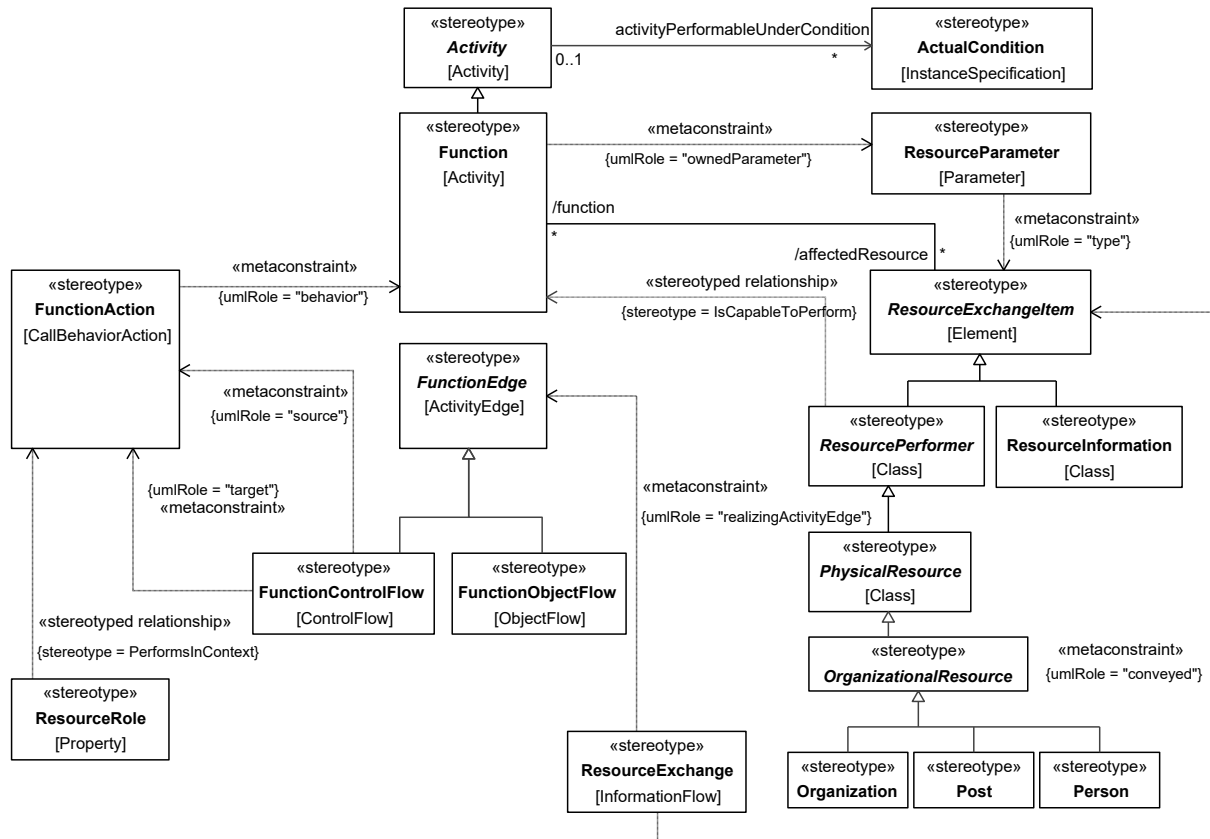 «stereotype»
Activity
[Activity]
activityPerformableUnderCondition
0..1
*
«stereotype»
ActualCondition
[InstanceSpecification]
«stereotype»
Function
[Activity]
«metaconstraint»
{umlRole = "ownedParameter"}
«stereotype»
ResourceParameter
[Parameter]
/function
*
/affectedResource
*
«metaconstraint»
{umlRole = "type"}
«stereotype»
FunctionAction
[CallBehaviorAction]
«metaconstraint»
{umlRole = "behavior"}
«stereotyped relationship»
{stereotype = IsCapableToPerform}
«stereotype»
ResourceExchangeItem
[Element]
«stereotype»
FunctionEdge
[ActivityEdge]
«metaconstraint»
{umlRole = "source"}
«stereotype»
ResourcePerformer
[Class]
«stereotype»
ResourceInformation
[Class]
{umlRole = "target"}
«metaconstraint»
«metaconstraint»
{umlRole = "realizingActivityEdge"}
«stereotype»
FunctionControlFlow
[ControlFlow]
«stereotype»
FunctionObjectFlow
[ObjectFlow]
«stereotype»
PhysicalResource
[Class]
«stereotyped relationship»
{stereotype = PerformsInContext}
«stereotype»
OrganizationalResource
«metaconstraint»
{umlRole = "conveyed"}
«stereotype»
ResourceRole
[Property]
«stereotype»
ResourceExchange
[InformationFlow]
«stereotype»
Organization
«stereotype»
Post
«stereotype»
Person